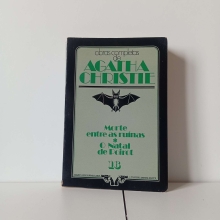 obras completas de
AGATHA
CHRISTIE
Morte
entre as ruínas
e
O Natal
de Poirot
18